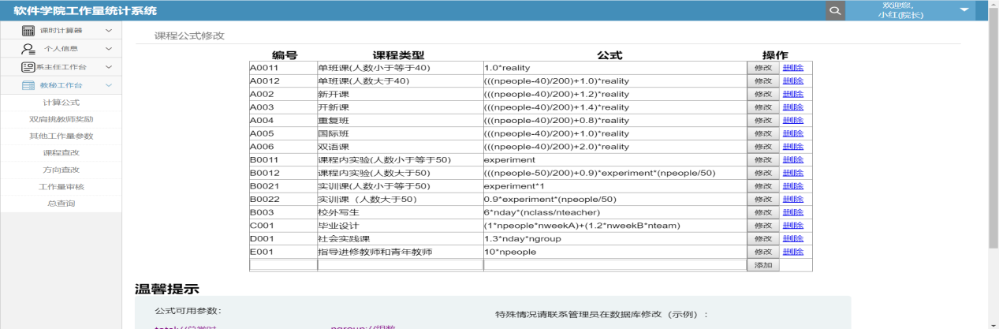 软件学院工作量统计系统
欢迎您,
小红(院长)
课时计算器
个人信息
系主任工作台
教秘工作台
计算公式
双肩挑教师奖励
其他工作量参数
课程查改
方向查改
工作量审核
总查询
课程公式修改
编号 课程类型 公式 操作
A0011 单班课(人数小于等于40) 1.0*reality 修改 删除
A0012 单班课(人数大于40) (((npeople-40)/200)+1.0)*reality 修改 删除
A002 新开课 (((npeople-40)/200)+1.2)*reality 修改 删除
A003 开新课 (((npeople-40)/200)+1.4)*reality 修改 删除
A004 重复班 (((npeople-40)/200)+0.8)*reality 修改 删除
A005 国际班 (((npeople-40)/200)+1.0)*reality 修改 删除
A006 双语课 (((npeople-40)/200)+2.0)*reality 修改 删除
B0011 课程内实验(人数小于等于50) experiment 修改 删除
B0012 课程内实验(人数大于50) (((npeople-50)/200)+0.9)*experiment*(npeople/50) 修改 删除
B0021 实训课(人数小于等于50) experiment*1 修改 删除
B0022 实训课（人数大于50） 0.9*experiment*(npeople/50) 修改 删除
B003 校外写生 6*nday*(nclass/nteacher) 修改 删除
C001 毕业设计 (1*npeople*nweekA)+(1.2*nweekB*nteam) 修改 删除
D001 社会实践课 1.3*nday*ngroup 修改 删除
E001 指导进修教师和青年教师 10*npeople 修改 删除
添加
温馨提示
公式可用参数：
特殊情况请联系管理员在数据库修改（示例）：
ngroup://组数